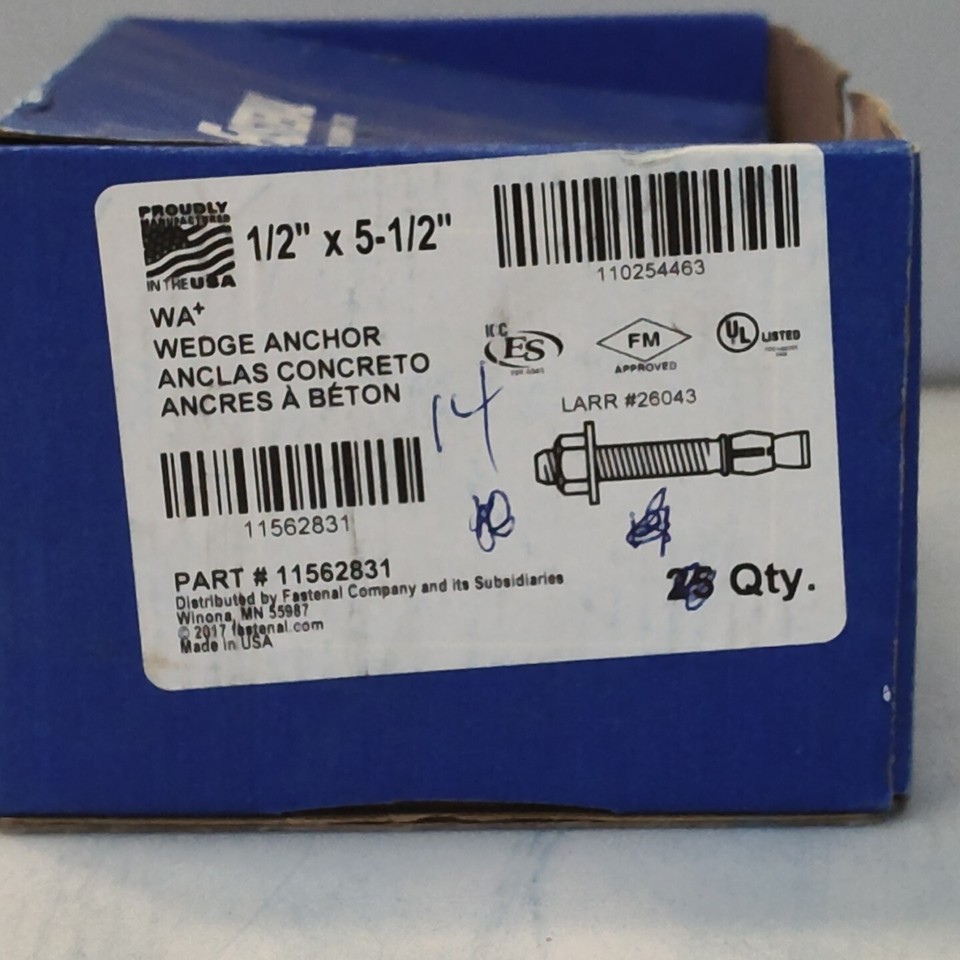 PROUDLY
MANUFACTURED
IN THE USA
1/2" x 5-1/2"
110254463
WA+
WEDGE ANCHOR
ANCLAS CONCRETO
ANCRES À BÉTON
ICC
ES
FM
APPROVED
UL LISTED
LARR #26043
14
11562831
PART # 11562831
Distributed by Fastenal Company and its Subsidiaries
Winona, MN 55987
© 2017 fastenal.com
Made in USA
Qty.